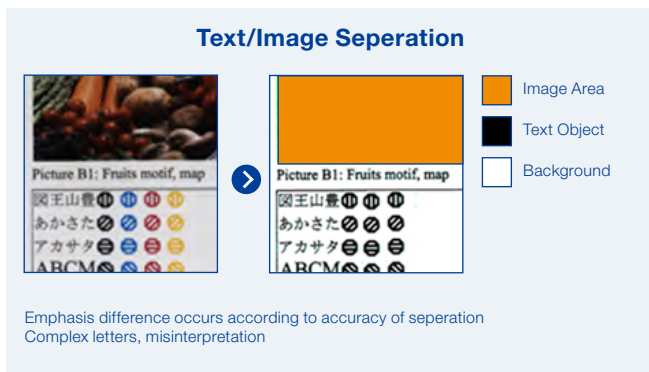 Text/Image Seperation
Picture B1: Fruits motif, map
図王山豊
あかさた
アカサタ
ABCM
Picture B1: Fruits motif, map
図王山豊
あかさた
アカサタ
ABCM
Image Area
Text Object
Background
Emphasis difference occurs according to accuracy of seperation
Complex letters, misinterpretation